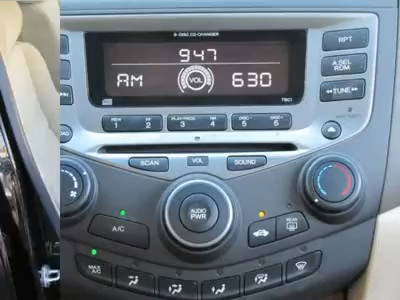 6-DISC CD CHANGER
947
AM VOL 630
RPT
A.SEL
RDM
TUNE
1 2 3 4 5 6
SCAN VOL SOUND
AUDIO
PWR
A/C
MAX
A/C